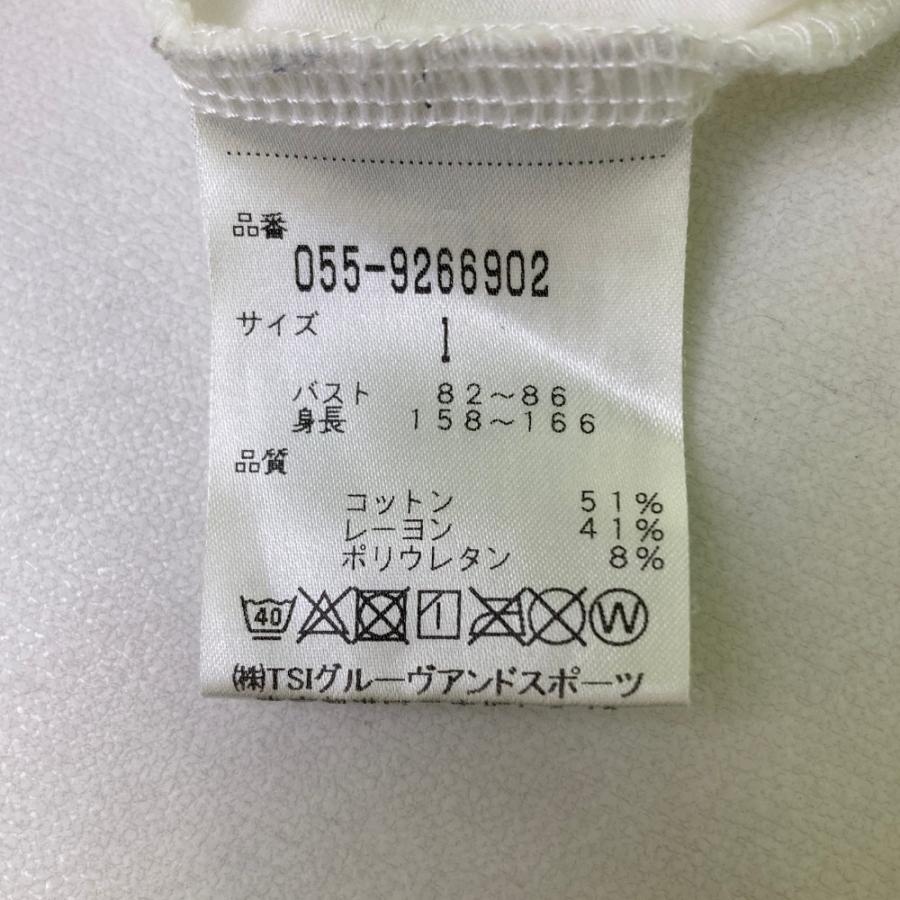 品番
055-9266902
サイズ 1
バスト 82～86
身長 158～166
品質
コットン 51%
レーヨン 41%
ポリウレタン 8%
40 W
㈱TSIグルーヴアンドスポーツ